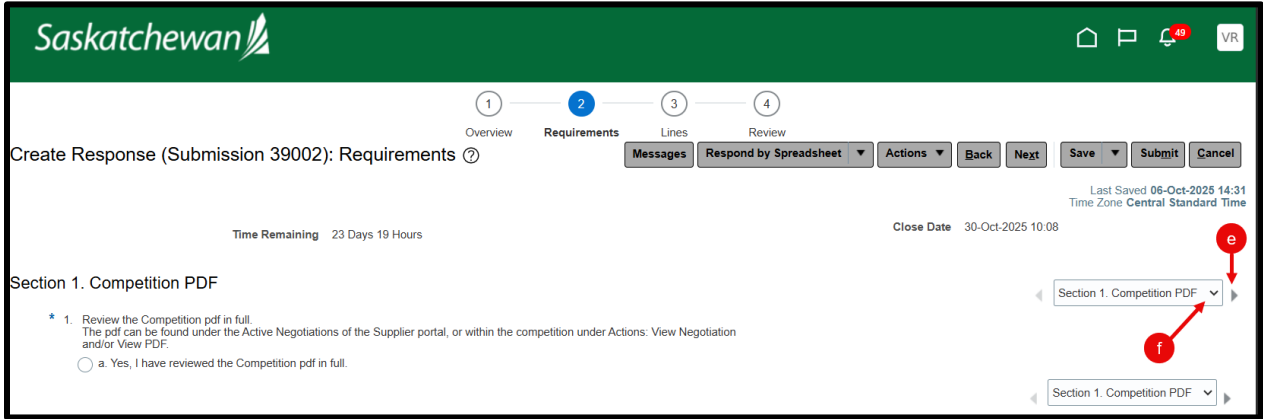 Saskatchewan
49
VR
1
2
3
4
Overview
Requirements
Lines
Review
Create Response (Submission 39002): Requirements ?
Messages
Respond by Spreadsheet
Actions
Back
Next
Save
Submit
Cancel
Last Saved 06-Oct-2025 14:31
Time Zone Central Standard Time
Time Remaining 23 Days 19 Hours
Close Date 30-Oct-2025 10:08
e
Section 1. Competition PDF
Section 1. Competition PDF
* 1. Review the Competition pdf in full.
The pdf can be found under the Active Negotiations of the Supplier portal, or within the competition under Actions: View Negotiation
and/or View PDF.
f
a. Yes, I have reviewed the Competition pdf in full.
Section 1. Competition PDF